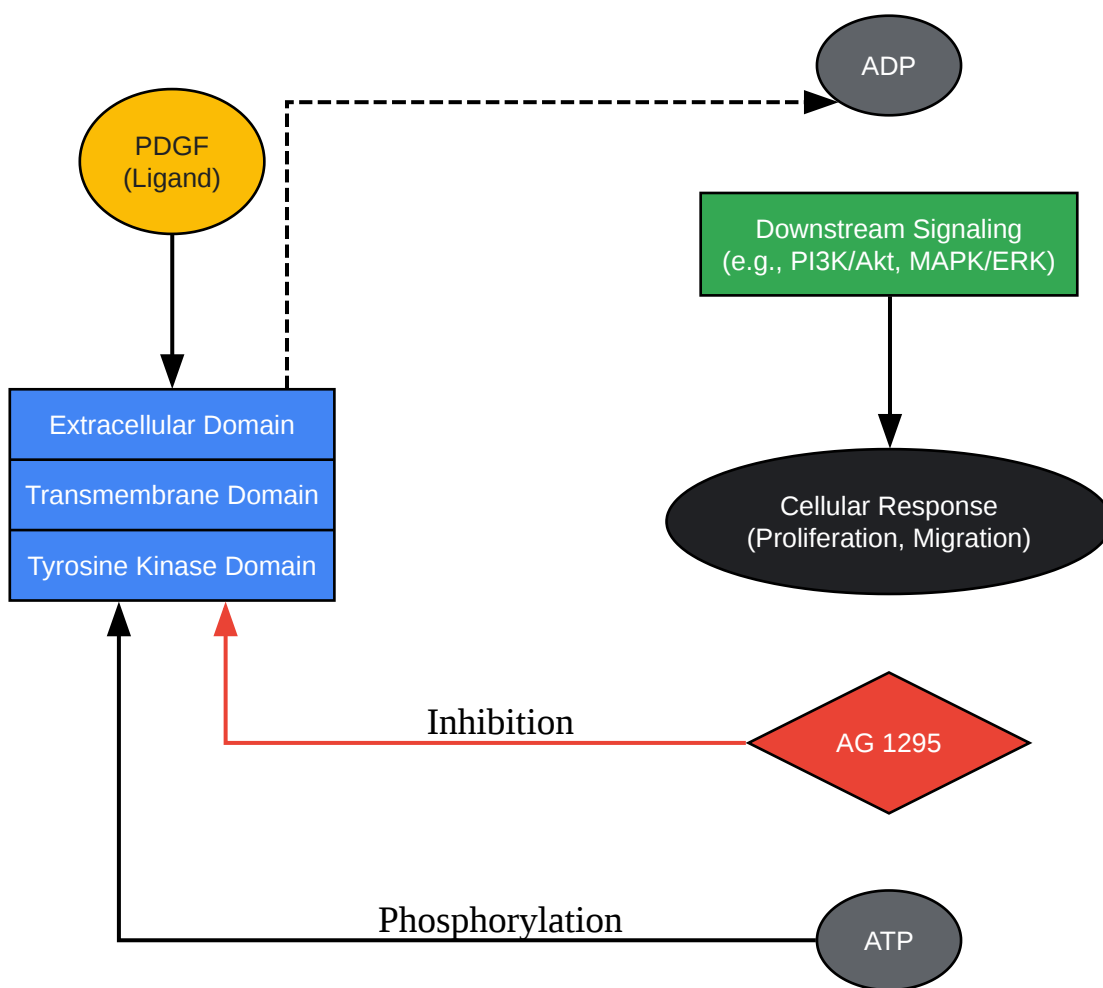 ADP
PDGF
(Ligand)
Downstream Signaling
(e.g., PI3K/Akt, MAPK/ERK)
Extracellular Domain
Transmembrane Domain
Tyrosine Kinase Domain
Cellular Response
(Proliferation, Migration)
Inhibition
AG 1295
Phosphorylation
ATP